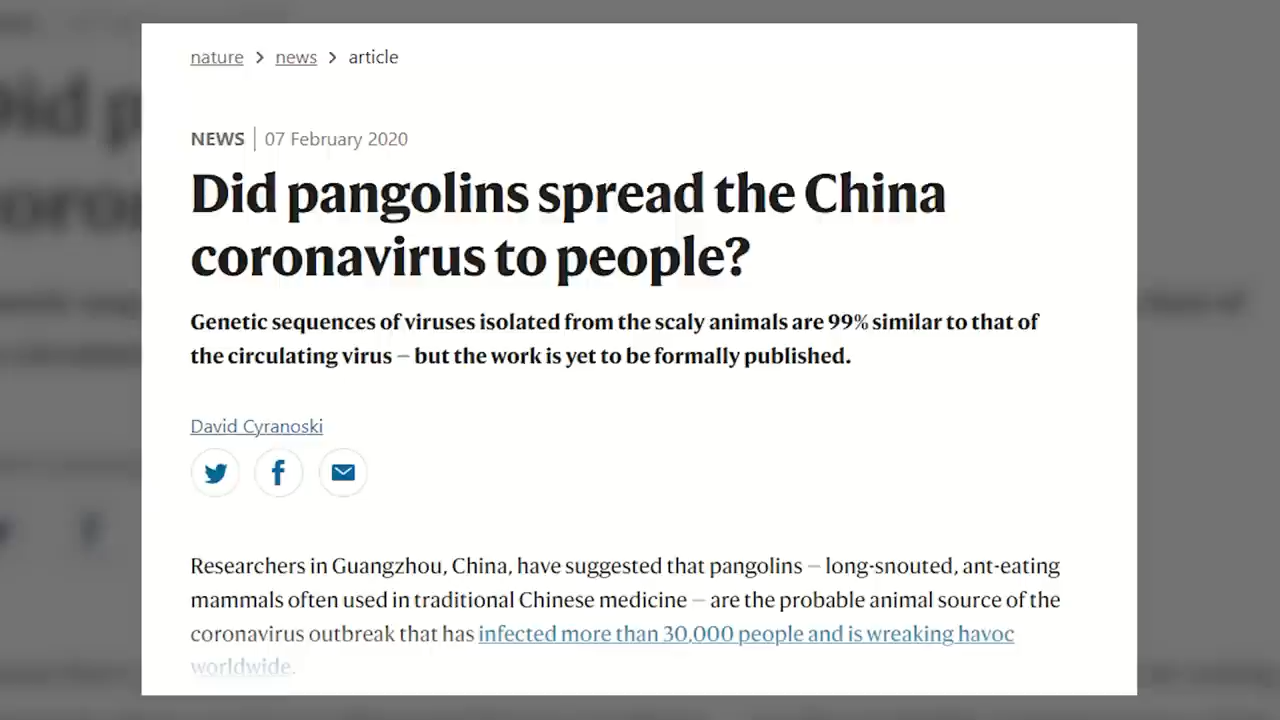 nature > news > article
NEWS | 07 February 2020
Did pangolins spread the China
coronavirus to people?
Genetic sequences of viruses isolated from the scaly animals are 99% similar to that of
the circulating virus — but the work is yet to be formally published.
David Cyranoski
Researchers in Guangzhou, China, have suggested that pangolins — long-snouted, ant-eating
mammals often used in traditional Chinese medicine — are the probable animal source of the
coronavirus outbreak that has infected more than 30,000 people and is wreaking havoc
worldwide.